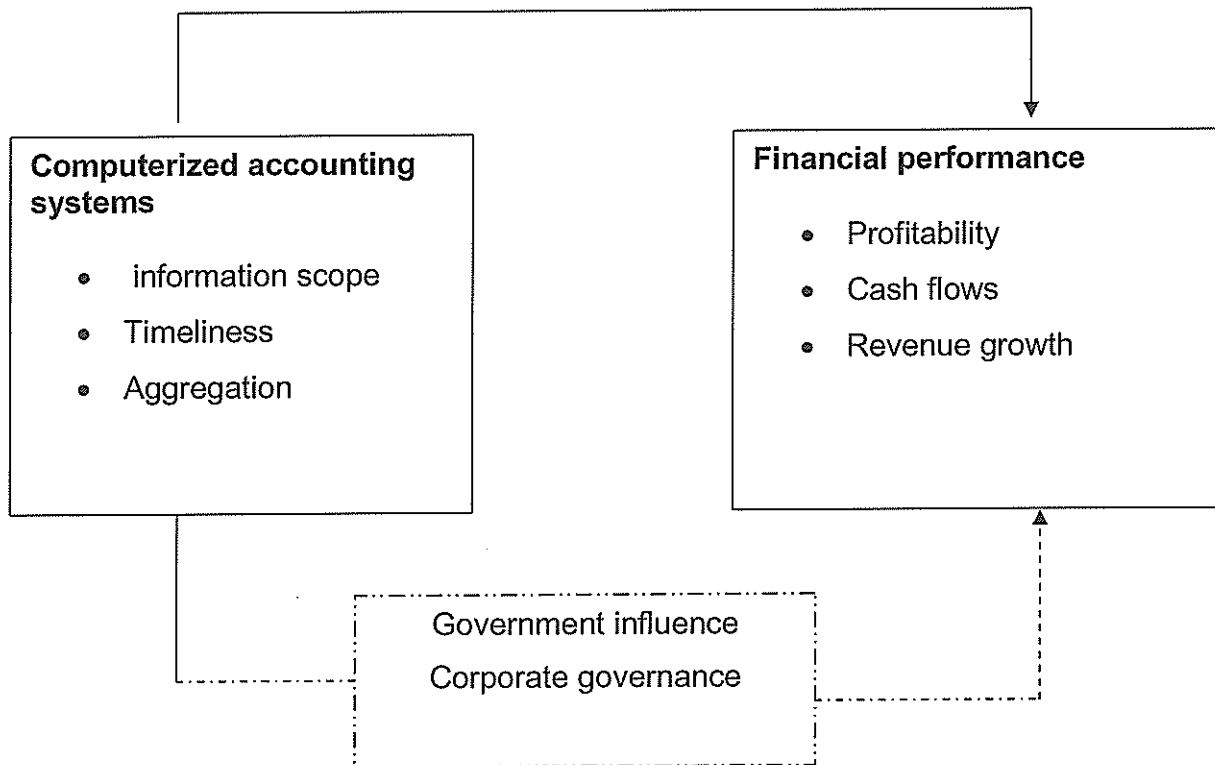 Computerized accounting
systems
• information scope
• Timeliness
• Aggregation
Financial performance
• Profitability
• Cash flows
• Revenue growth
Government influence
Corporate governance